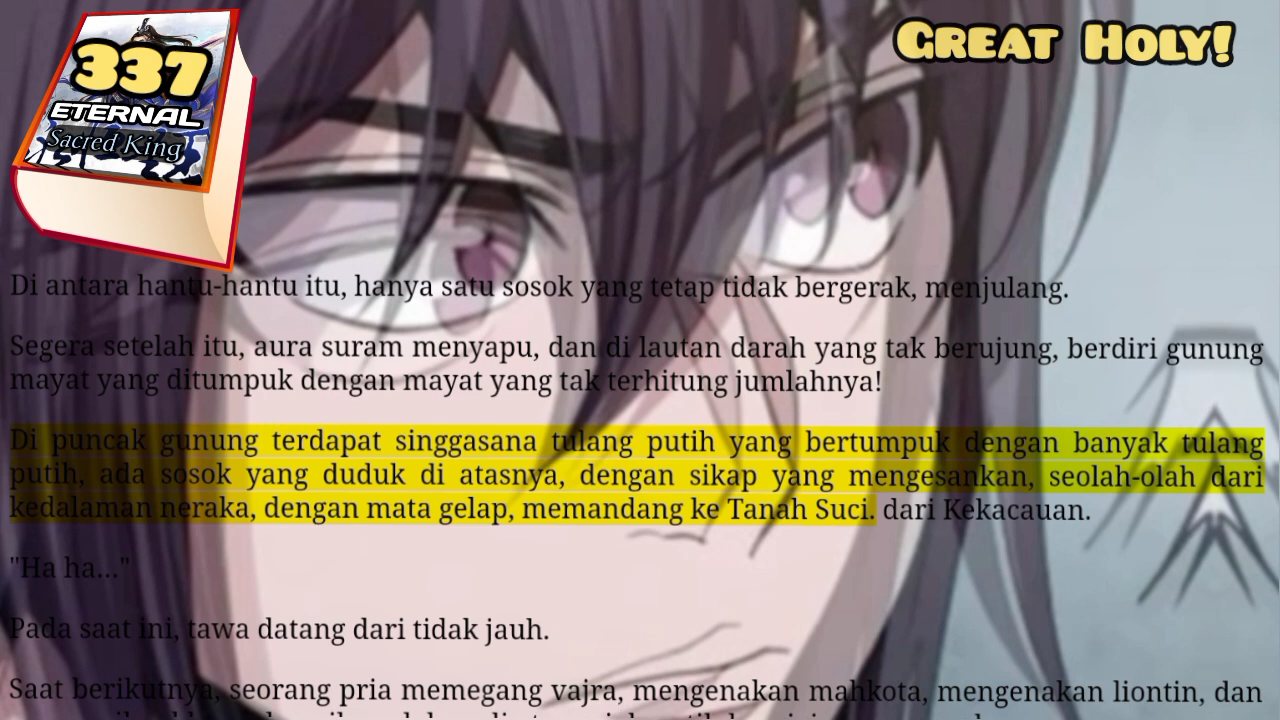 337
ETERNAL
Sacred King
GREAT HOLY!
Di antara hantu-hantu itu, hanya satu sosok yang tetap tidak bergerak, menjulang.
Segera setelah itu, aura suram menyapu, dan di lautan darah yang tak berujung, berdiri gunung
mayat yang ditumpuk dengan mayat yang tak terhitung jumlahnya!
Di puncak gunung terdapat singgasana tulang putih yang bertumpuk dengan banyak tulang
putih, ada sosok yang duduk di atasnya, dengan sikap yang mengesankan, seolah-olah dari
kedalaman neraka, dengan mata gelap, memandang ke Tanah Suci. dari Kekacauan.
"Ha ha..."
Pada saat ini, tawa datang dari tidak jauh.
Saat berikutnya, seorang pria memegang vajra, mengenakan mahkota, mengenakan liontin, dan